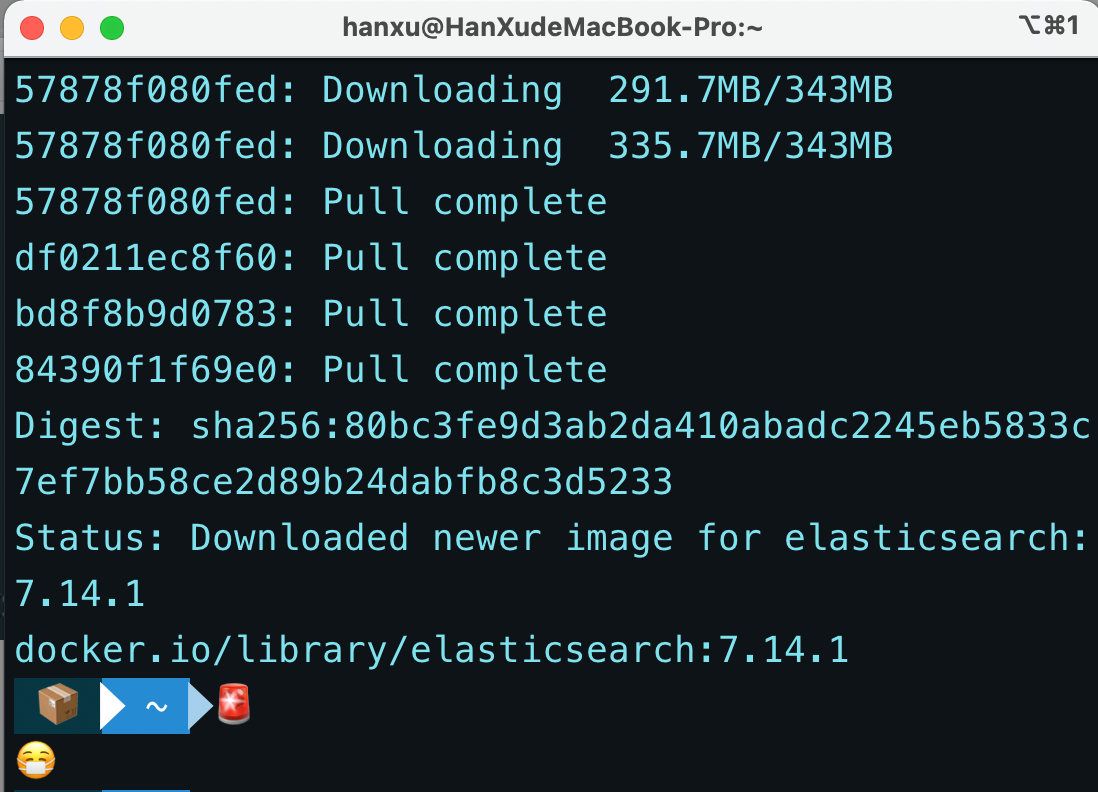 hanxu@HanXudeMacBook-Pro:~ ⌥⌘1
57878f080fed: Downloading  291.7MB/343MB
57878f080fed: Downloading  335.7MB/343MB
57878f080fed: Pull complete
df0211ec8f60: Pull complete
bd8f8b9d0783: Pull complete
84390f1f69e0: Pull complete
Digest: sha256:80bc3fe9d3ab2da410abadc2245eb5833c
7ef7bb58ce2d89b24dabfb8c3d5233
Status: Downloaded newer image for elasticsearch:
7.14.1
docker.io/library/elasticsearch:7.14.1
📦 ~ 🚨
😷